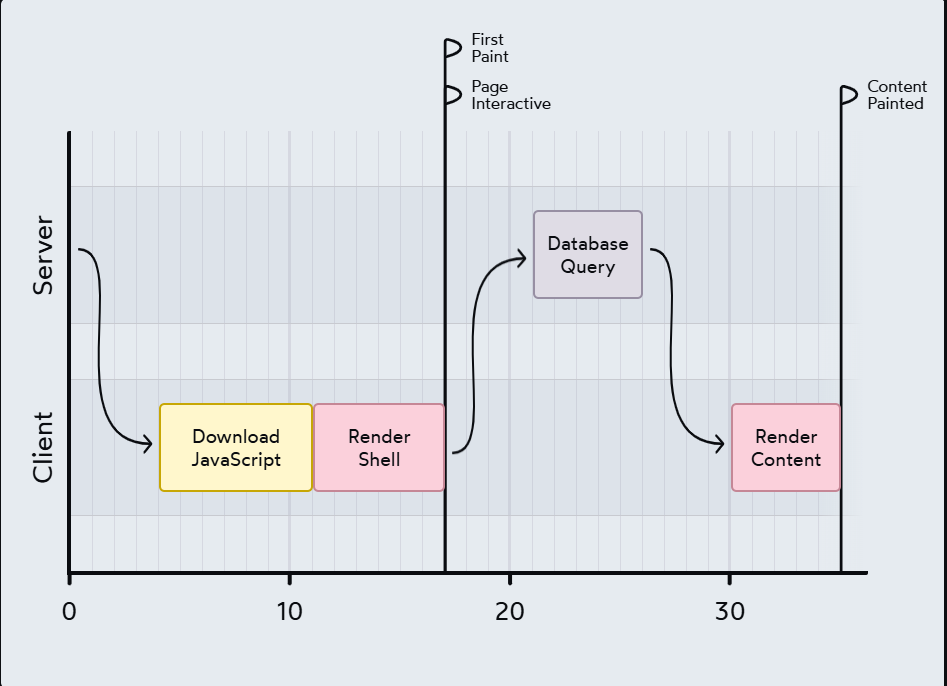 First
Paint
Page
Interactive
Content
Painted
Server
Database
Query
Client
Download
JavaScript
Render
Shell
Render
Content
0
10
20
30